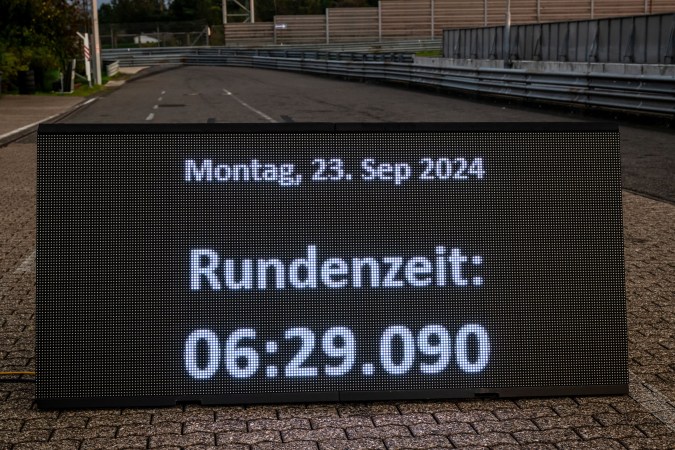 Montag, 23. Sep 2024
Rundenzeit:
06:29.090